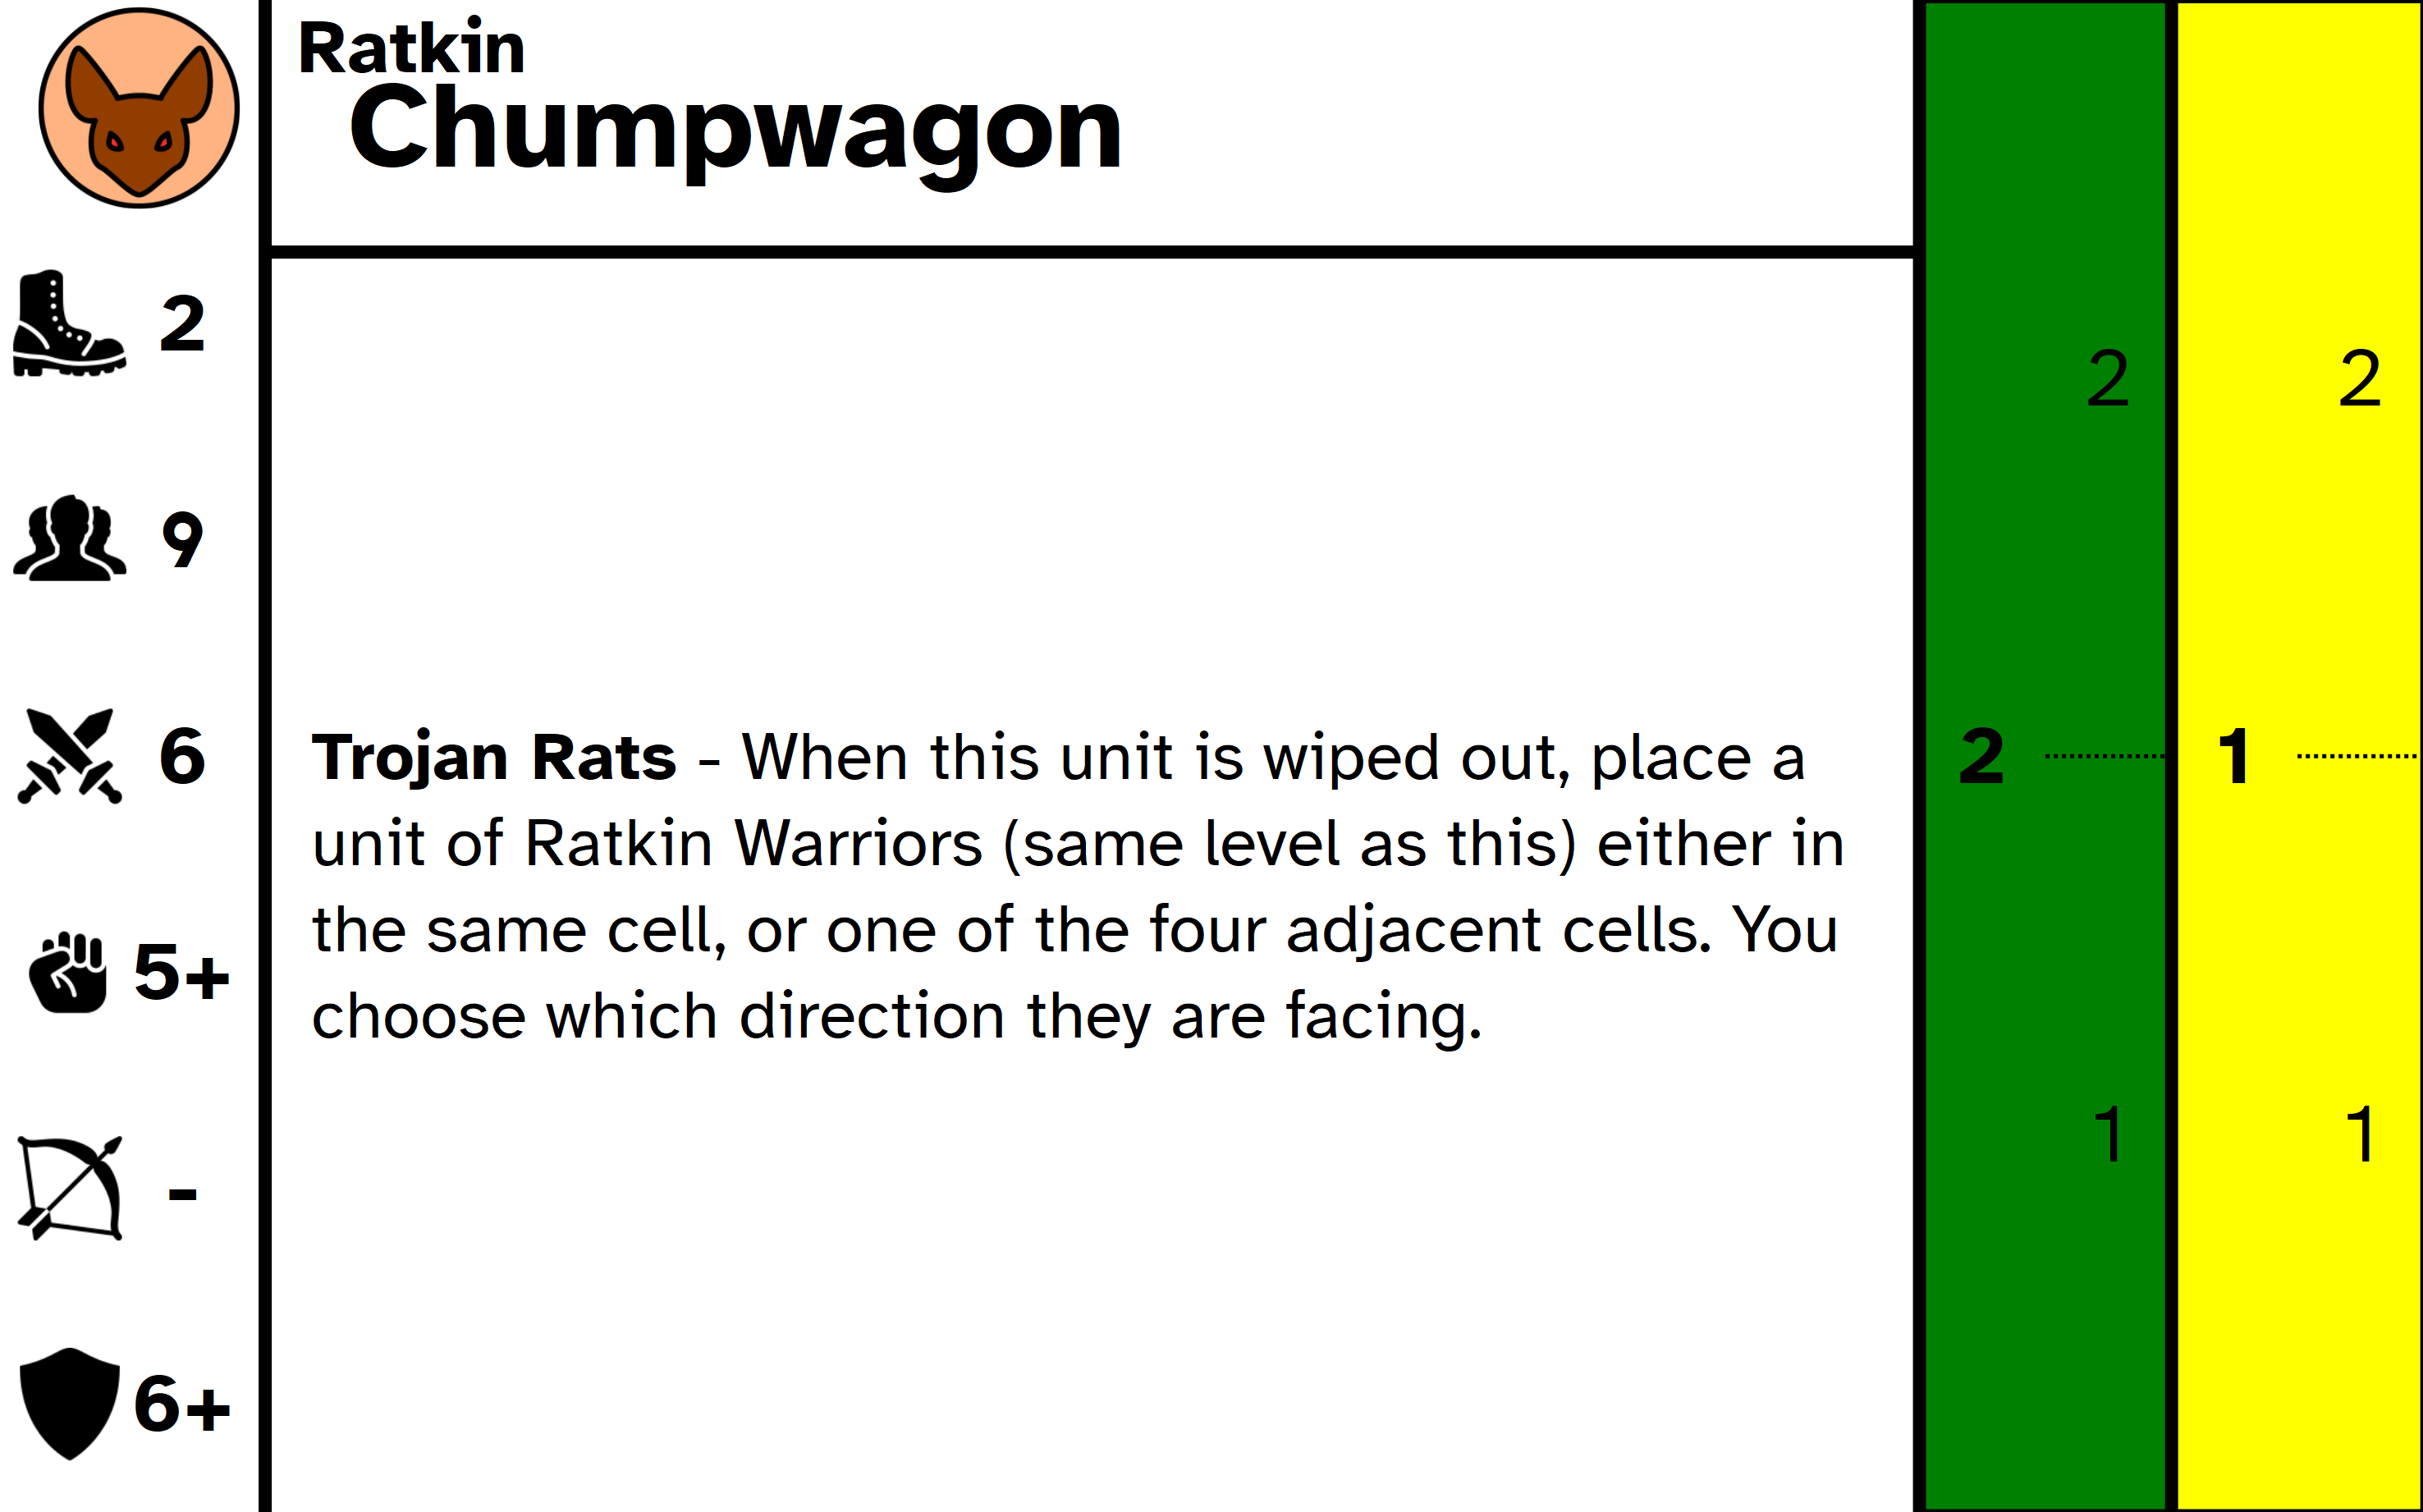 Ratkin
Chumpwagon
2
9
6
5+
-
6+
Trojan Rats - When this unit is wiped out, place a
unit of Ratkin Warriors (same level as this) either in
the same cell, or one of the four adjacent cells. You
choose which direction they are facing.
2
2
1
1
2
2
1
1